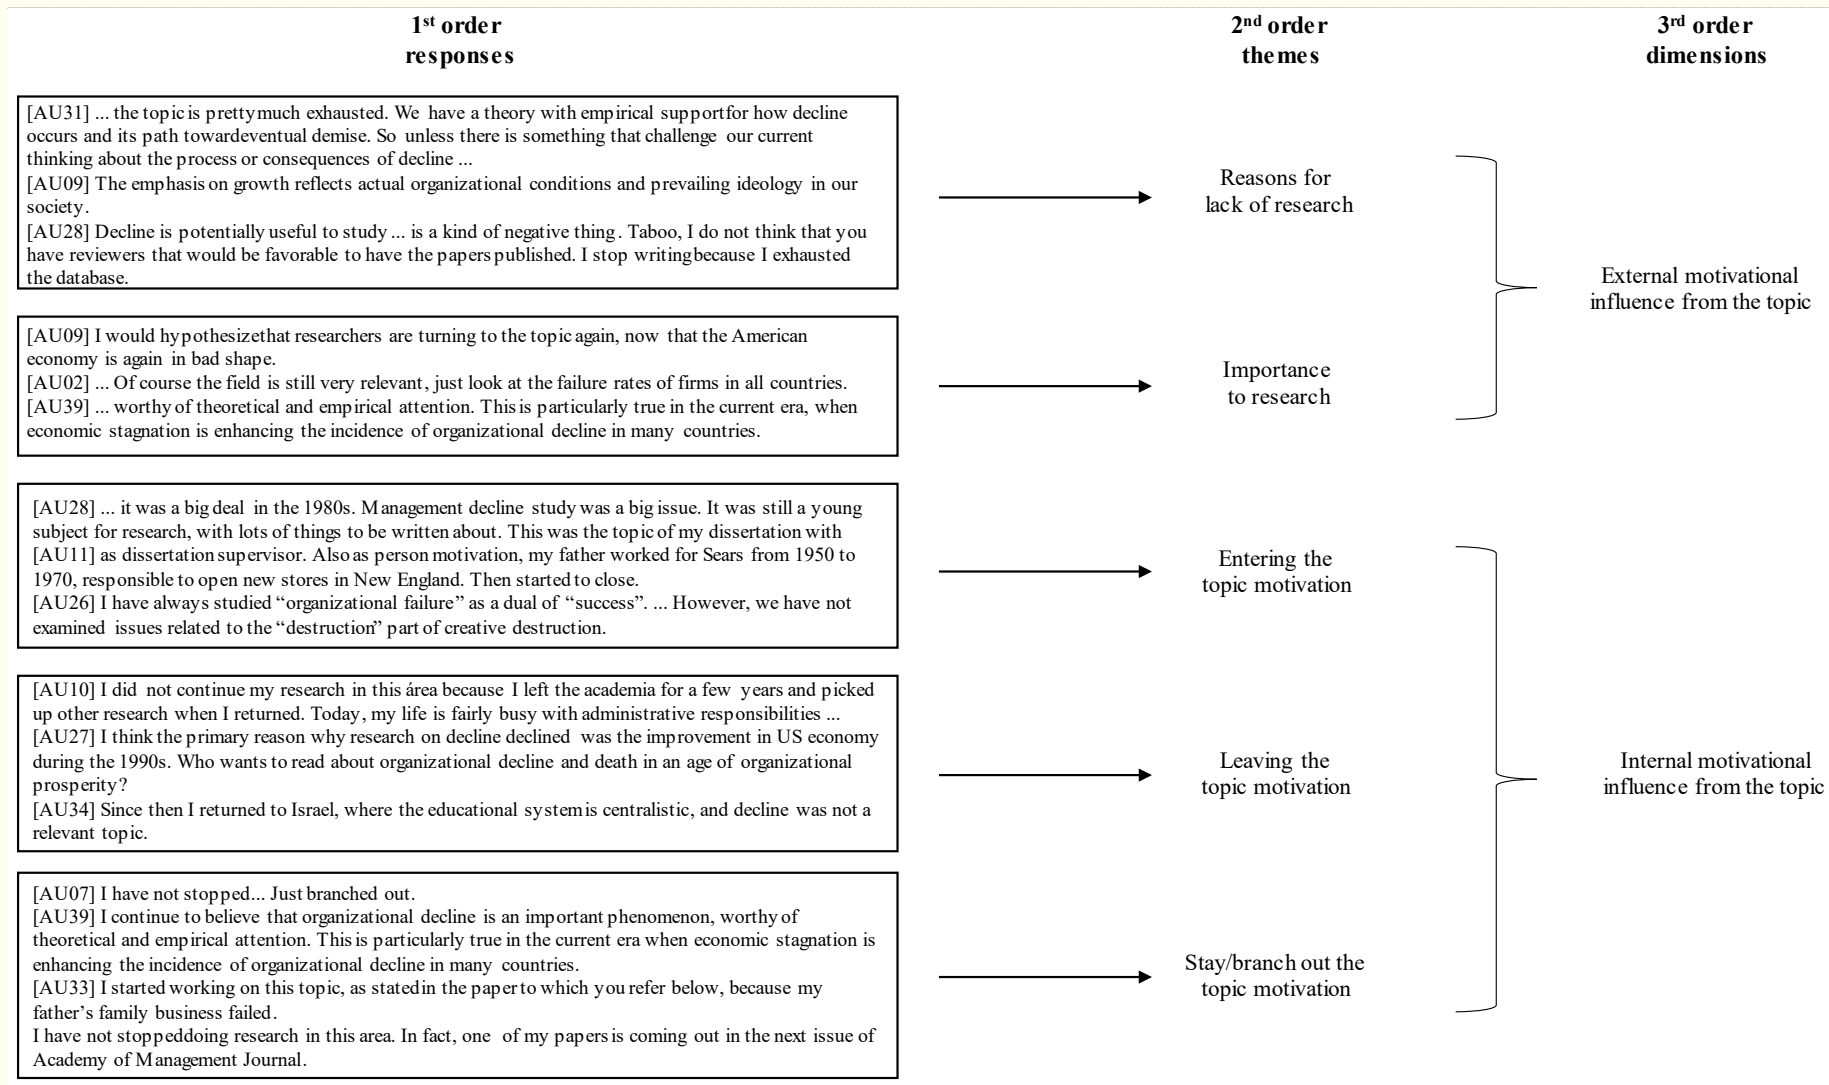 1st order
responses
2nd order
themes
3rd order
dimensions
[AU31] ... the topic is pretty much exhausted. We have a theory with empirical support for how decline
occurs and its path toward eventual demise. So unless there is something that challenge our current
thinking about the process or consequences of decline ...
[AU09] The emphasis on growth reflects actual organizational conditions and prevailing ideology in our
society.
[AU28] Decline is potentially useful to study ... is a kind of negative thing. Taboo, I do not think that you
have reviewers that would be favorable to have the papers published. I stop writing because I exhausted
the database.
Reasons for
lack of research
[AU09] I would hypothesize that researchers are turning to the topic again, now that the American
economy is again in bad shape.
[AU02] ... Of course the field is still very relevant, just look at the failure rates of firms in all countries.
[AU39] ... worthy of theoretical and empirical attention. This is particularly true in the current era, when
economic stagnation is enhancing the incidence of organizational decline in many countries.
Importance
to research
External motivational
influence from the topic
[AU28] ... it was a big deal in the 1980s. Management decline study was a big issue. It was still a young
subject for research, with lots of things to be written about. This was the topic of my dissertation with
[AU11] as dissertation supervisor. Also as person motivation, my father worked for Sears from 1950 to
1970, responsible to open new stores in New England. Then started to close.
[AU26] I have always studied “organizational failure” as a dual of “success”. ... However, we have not
examined issues related to the “destruction” part of creative destruction.
Entering the
topic motivation
[AU10] I did not continue my research in this área because I left the academia for a few years and picked
up other research when I returned. Today, my life is fairly busy with administrative responsibilities ...
[AU27] I think the primary reason why research on decline declined was the improvement in US economy
during the 1990s. Who wants to read about organizational decline and death in an age of organizational
prosperity?
[AU34] Since then I returned to Israel, where the educational system is centralistic, and decline was not a
relevant topic.
Leaving the
topic motivation
[AU07] I have not stopped... Just branched out.
[AU39] I continue to believe that organizational decline is an important phenomenon, worthy of
theoretical and empirical attention. This is particularly true in the current era when economic stagnation is
enhancing the incidence of organizational decline in many countries.
[AU33] I started working on this topic, as stated in the paper to which you refer below, because my
father’s family business failed.
I have not stopped doing research in this area. In fact, one of my papers is coming out in the next issue of
Academy of Management Journal.
Stay/branch out the
topic motivation
Internal motivational
influence from the topic